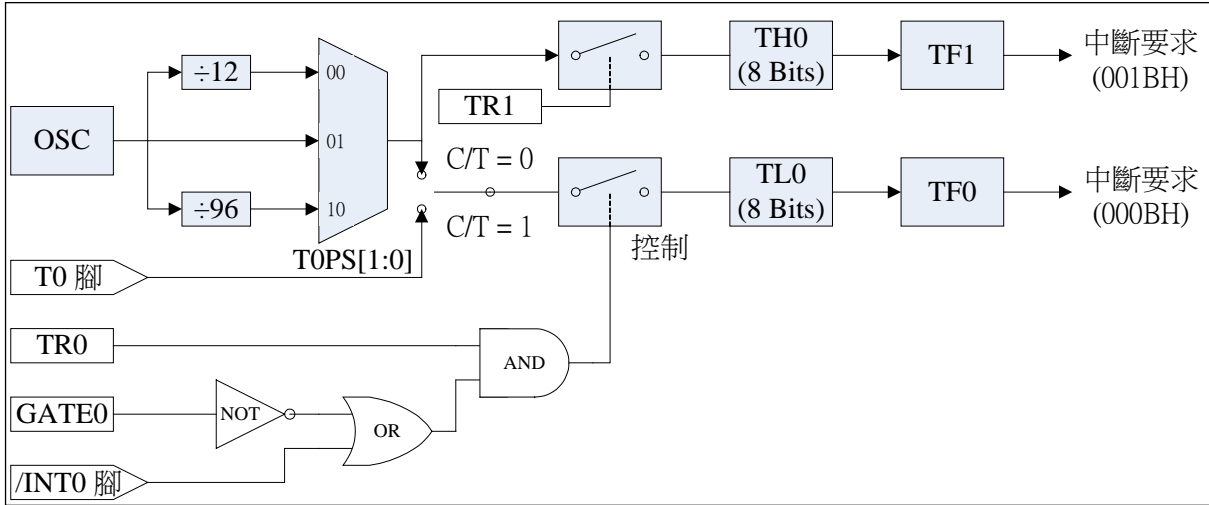 OSC
÷12
÷96
00
01
10
T0PS[1:0]
C/T = 0
C/T = 1
TR1
TH0
(8 Bits)
TF1
中斷要求
(001BH)
TL0
(8 Bits)
TF0
中斷要求
(000BH)
控制
T0 腳
TR0
GATE0
/INT0 腳
NOT
OR
AND